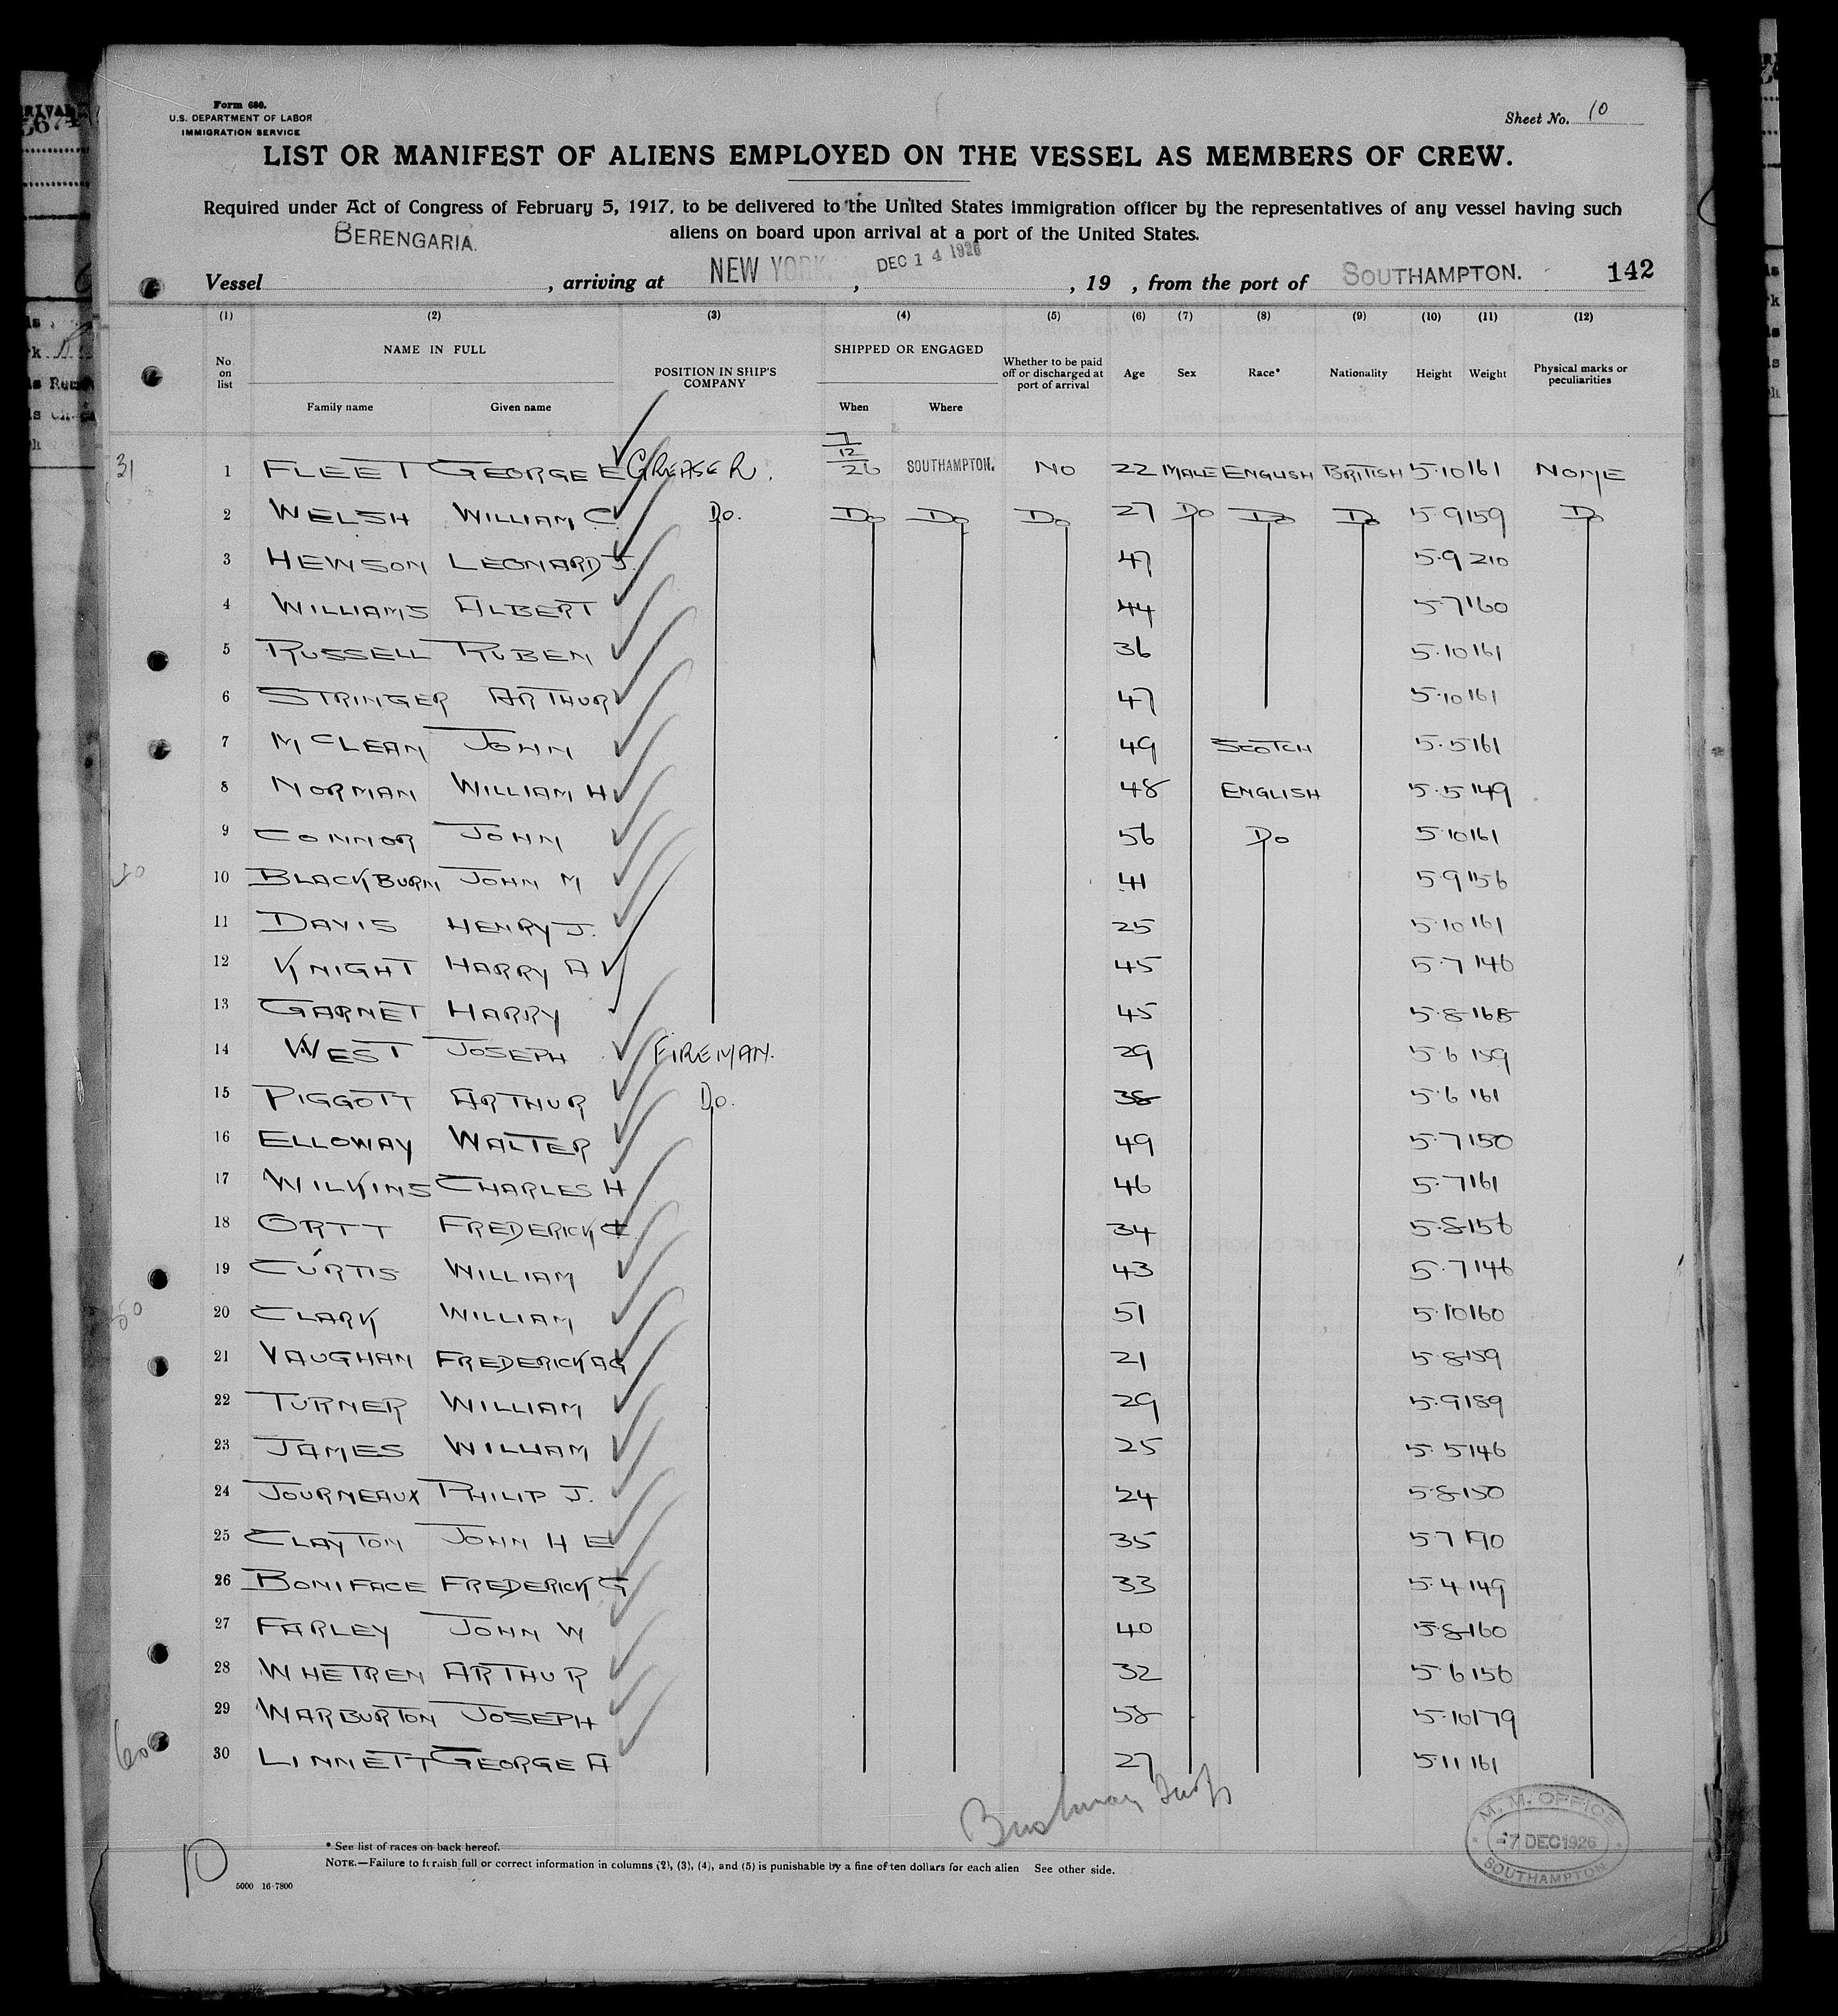 Form 680.
U.S. DEPARTMENT OF LABOR
IMMIGRATION SERVICE
Sheet No. 10
LIST OR MANIFEST OF ALIENS EMPLOYED ON THE VESSEL AS MEMBERS OF CREW.
Required under Act of Congress of February 5, 1917, to be delivered to the United States immigration officer by the representatives of any vessel having such
aliens on board upon arrival at a port of the United States.
Vessel BERENGARIA. , arriving at NEW YORK. , DEC 14 1926 , 19 , from the port of SOUTHAMPTON. 142
(1) (2) (3) (4) (5) (6) (7) (8) (9) (10) (11) (12)
No. on list NAME IN FULL Family name Given name POSITION IN SHIP'S COMPANY SHIPPED OR ENGAGED When Where Whether to be paid off or discharged at port of arrival Age Sex Race* Nationality Height Weight Physical marks or peculiarities
31
1 FLEET GEORGE E GREASER. 7/12/26 SOUTHAMPTON. NO 22 MALE ENGLISH BRITISH 5.10 161 NONE
2 WELSH WILLIAM C. Do. Do Do Do 27 Do Do Do 5.9 159 Do
3 HEWSON LEONARD J. 47 5.9 210
4 WILLIAMS ALBERT 44 5.7 160
5 RUSSELL RUBEN 36 5.10 161
6 STRINGER ARTHUR 47 5.10 161
7 MCLEAN JOHN 49 SCOTCH 5.5 161
8 NORMAN WILLIAM H 48 ENGLISH 5.5 149
9 CONNOR JOHN 56 Do 5.10 161
10 BLACKBURN JOHN M 41 5.9 156
11 DAVIS HENRY J. 25 5.10 161
12 KNIGHT HARRY A 45 5.7 146
13 GARNET HARRY 45 5.8 168
14 WEST JOSEPH FIREMAN. 29 5.6 159
15 PIGGOTT ARTHUR Do. 38 5.6 161
16 ELLOWAY WALTER 49 5.7 150
17 WILKINS CHARLES H 46 5.7 161
18 ORTT FREDERICK C 34 5.8 156
19 CURTIS WILLIAM 43 5.7 146
20 CLARK WILLIAM 51 5.10 160
21 VAUGHAN FREDERICK A G 21 5.8 159
22 TURNER WILLIAM 29 5.9 189
23 JAMES WILLIAM 25 5.5 146
24 JOURNEAUX PHILIP J. 24 5.8 150
25 CLAYTON JOHN H E 35 5.7 190
26 BONIFACE FREDERICK G 33 5.4 149
27 FARLEY JOHN W 40 5.8 160
28 WHETREN ARTHUR 32 5.6 156
29 WARBURTON JOSEPH 58 5.10 179
60
30 LINNETT GEORGE A 27 5.11 161
M. M. OFFICE
-7 DEC 1926
SOUTHAMPTON
* See list of races on back hereof.
NOTE.—Failure to furnish full or correct information in columns (2), (3), (4), and (5) is punishable by a fine of ten dollars for each alien See other side.
10
5000 16-7800